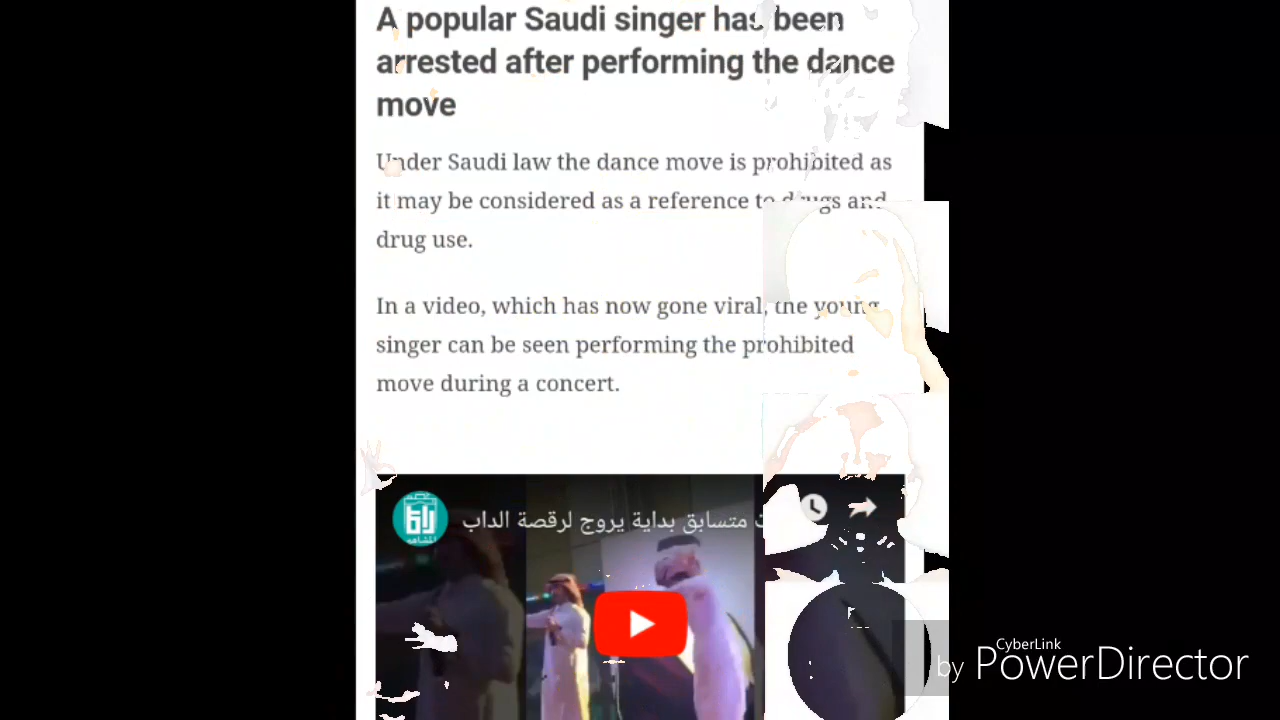 A popular Saudi singer has been
arrested after performing the dance
move
Under Saudi law the dance move is prohibited as
it may be considered as a reference to drugs and
drug use.
In a video, which has now gone viral, the young
singer can be seen performing the prohibited
move during a concert.
متسابق بداية يروج لرقصة الداب
CyberLink
by PowerDirector